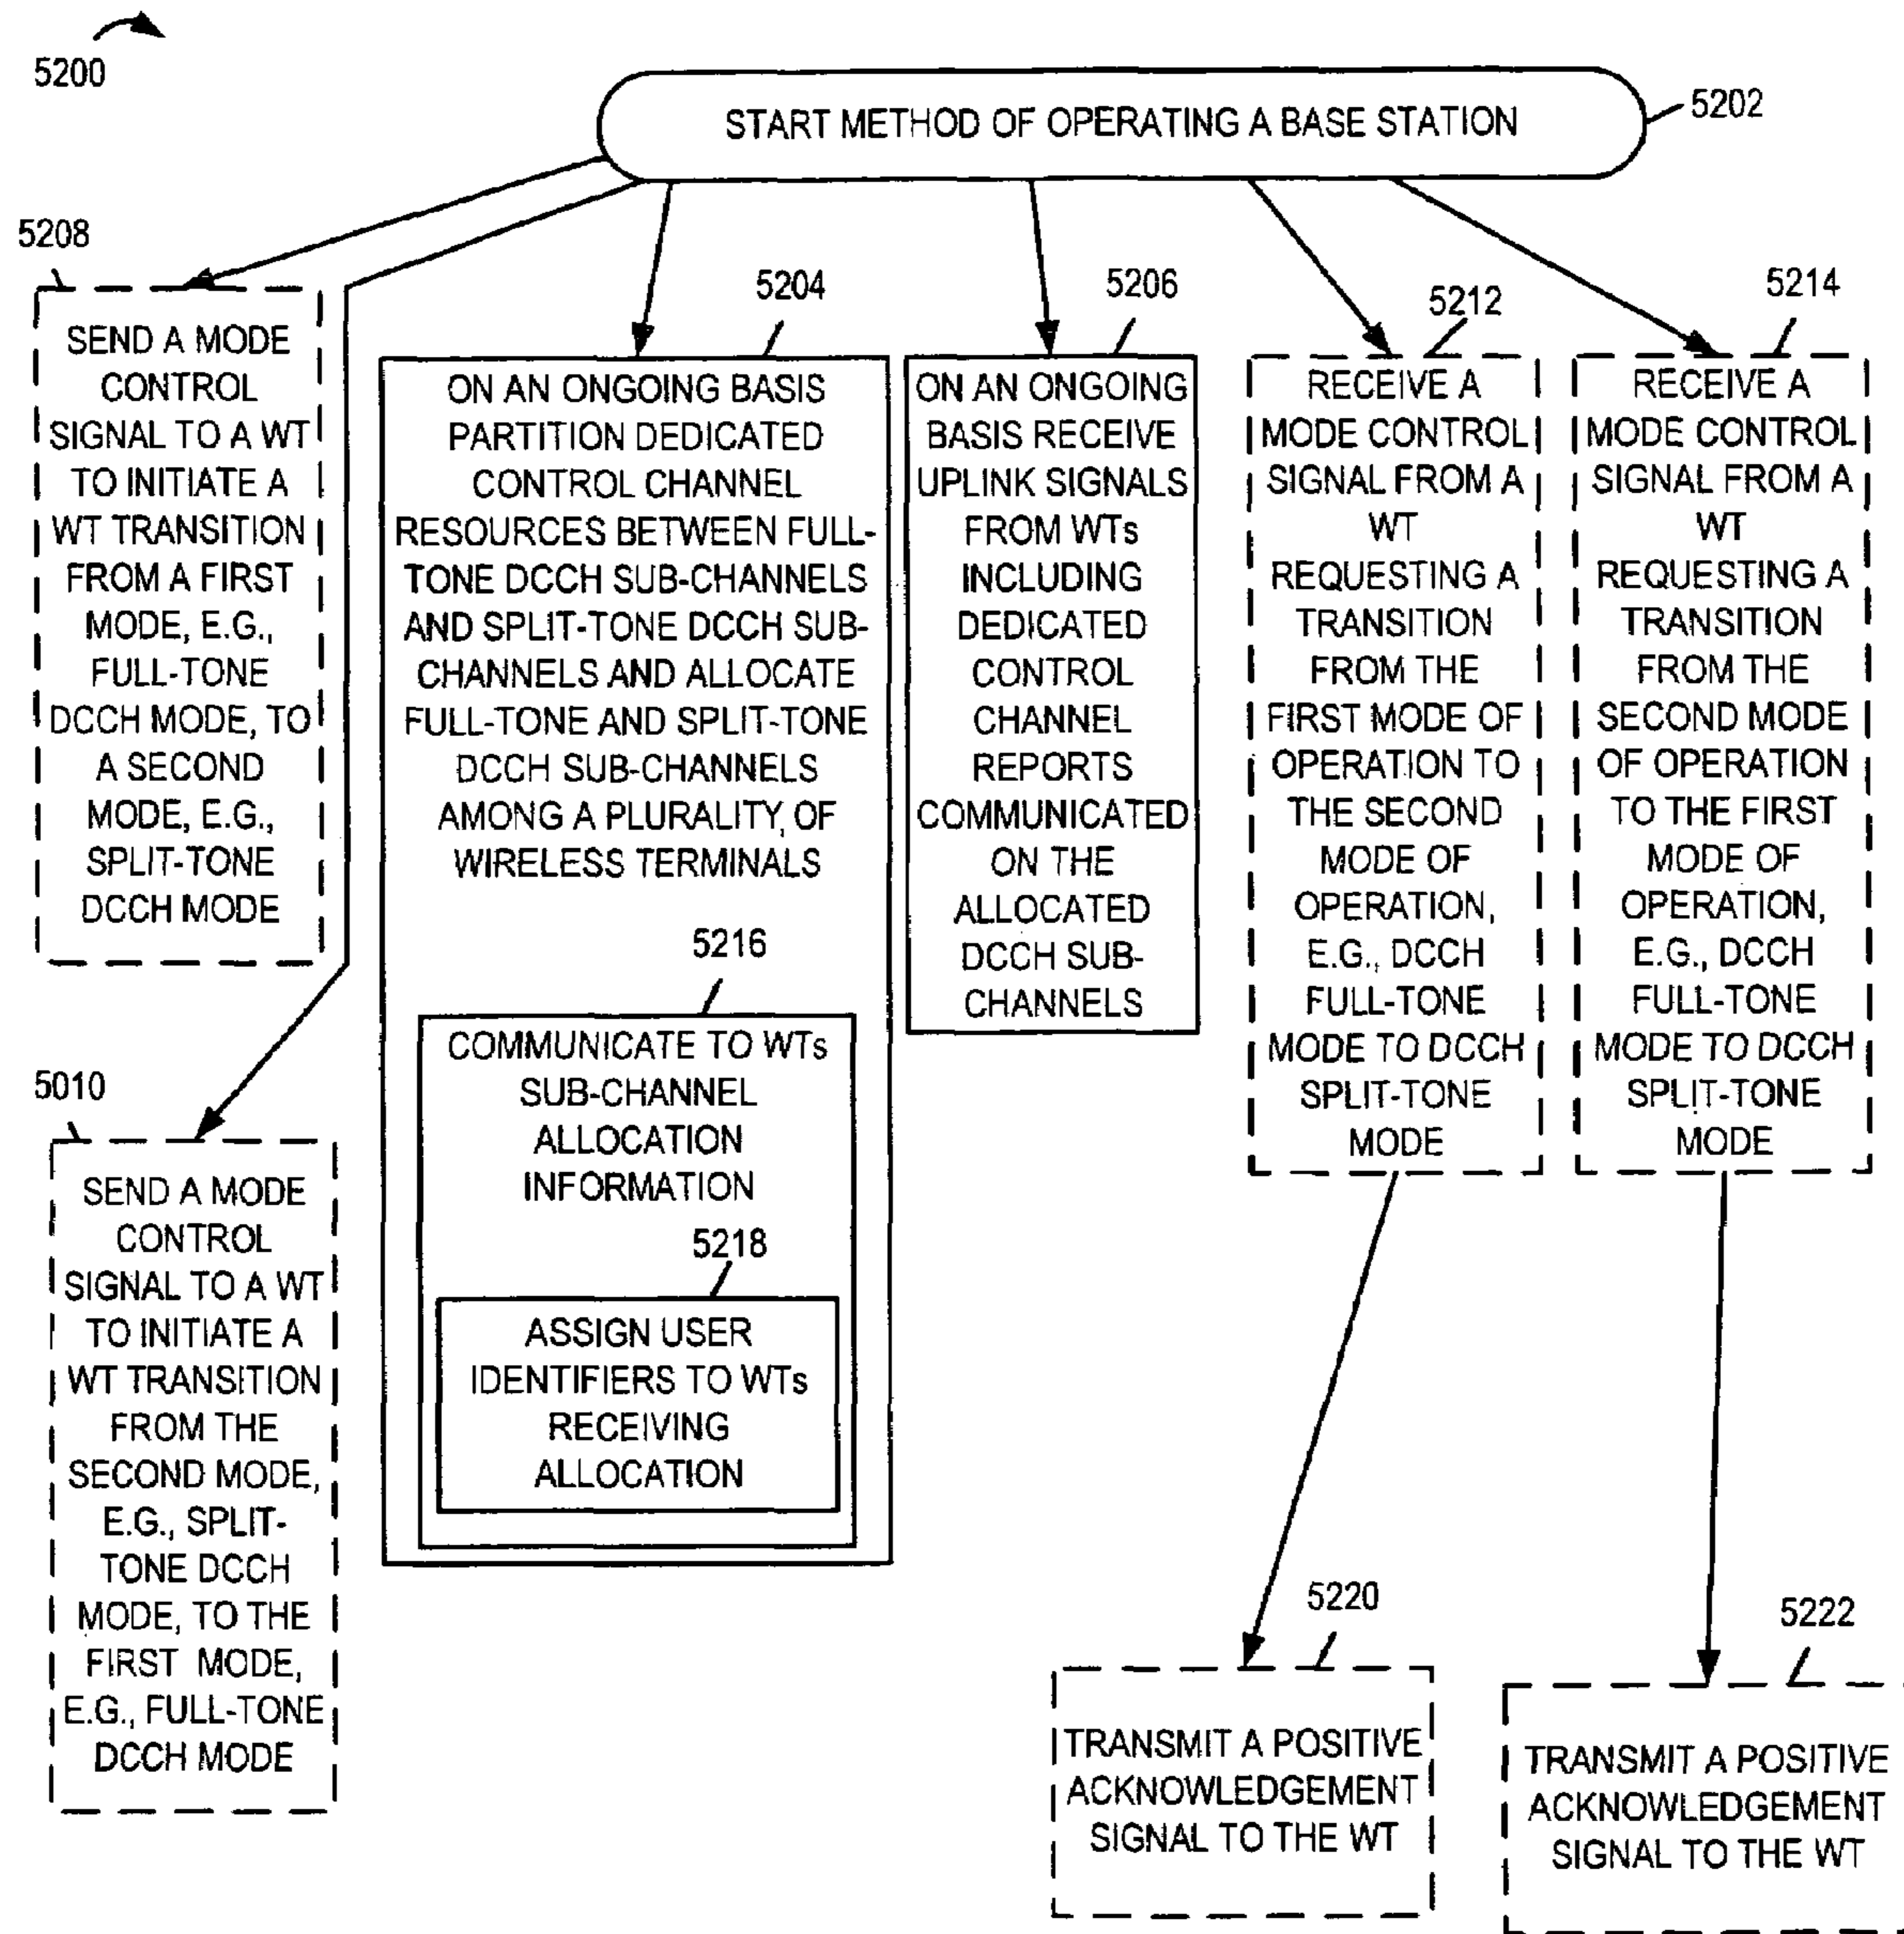 5200
START METHOD OF OPERATING A BASE STATION
5202
5208
SEND A MODE
CONTROL
SIGNAL TO A WT
TO INITIATE A
WT TRANSITION
FROM A FIRST
MODE, E.G.,
FULL-TONE
DCCH MODE, TO
A SECOND
MODE, E.G.,
SPLIT-TONE
DCCH MODE
5010
SEND A MODE
CONTROL
SIGNAL TO A WT
TO INITIATE A
WT TRANSITION
FROM THE
SECOND MODE,
E.G., SPLIT-
TONE DCCH
MODE, TO THE
FIRST MODE,
E.G., FULL-TONE
DCCH MODE
5204
ON AN ONGOING BASIS
PARTITION DEDICATED
CONTROL CHANNEL
RESOURCES BETWEEN FULL-
TONE DCCH SUB-CHANNELS
AND SPLIT-TONE DCCH SUB-
CHANNELS AND ALLOCATE
FULL-TONE AND SPLIT-TONE
DCCH SUB-CHANNELS
AMONG A PLURALITY, OF
WIRELESS TERMINALS
5216
COMMUNICATE TO WTs
SUB-CHANNEL
ALLOCATION
INFORMATION
5218
ASSIGN USER
IDENTIFIERS TO WTs
RECEIVING
ALLOCATION
5206
ON AN ONGOING
BASIS RECEIVE
UPLINK SIGNALS
FROM WTs
INCLUDING
DEDICATED
CONTROL
CHANNEL
REPORTS
COMMUNICATED
ON THE
ALLOCATED
DCCH SUB-
CHANNELS
5212
RECEIVE A
MODE CONTROL
SIGNAL FROM A
WT
REQUESTING A
TRANSITION
FROM THE
FIRST MODE OF
OPERATION TO
THE SECOND
MODE OF
OPERATION,
E.G., DCCH
FULL-TONE
MODE TO DCCH
SPLIT-TONE
MODE
5214
RECEIVE A
MODE CONTROL
SIGNAL FROM A
WT
REQUESTING A
TRANSITION
FROM THE
SECOND MODE
OF OPERATION
TO THE FIRST
MODE OF
OPERATION,
E.G., DCCH
FULL-TONE
MODE TO DCCH
SPLIT-TONE
MODE
5220
TRANSMIT A POSITIVE
ACKNOWLEDGEMENT
SIGNAL TO THE WT
5222
TRANSMIT A POSITIVE
ACKNOWLEDGEMENT
SIGNAL TO THE WT